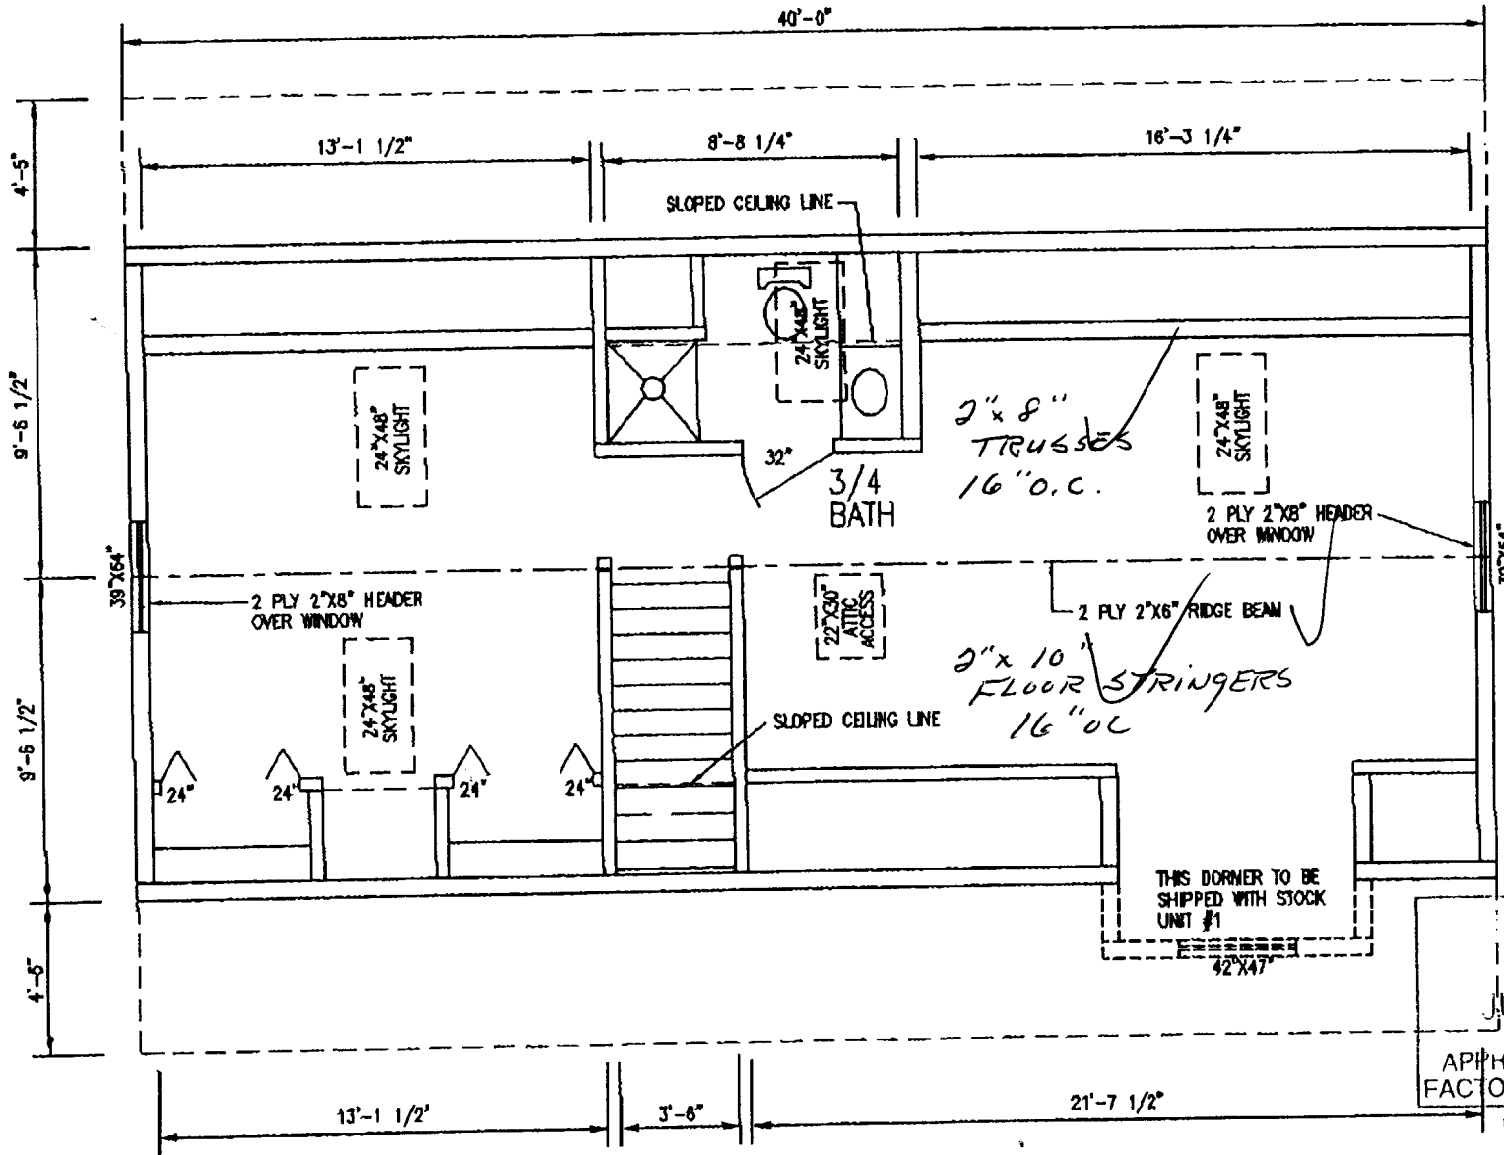 40'-0"
13'-1 1/2"
8'-8 1/4"
16'-3 1/4"
4'-5"
SLOPED CEILING LINE
24"X48"
SKYLIGHT
24"X48"
SKYLIGHT
24"X48"
SKYLIGHT
9'-6 1/2"
2" x 8"
TRUSSES
16" O.C.
32"
3/4
BATH
2 PLY 2"X8" HEADER
OVER WINDOW
39"X64"
2 PLY 2"X8" HEADER
OVER WINDOW
22"X30"
ATTIC
ACCESS
2 PLY 2"X6" RIDGE BEAM
2" x 10"
FLOOR STRINGERS
16" OC
24"X48"
SKYLIGHT
9'-6 1/2"
SLOPED CEILING LINE
24"
24"
24"
24"
THIS DORMER TO BE
SHIPPED WITH STOCK
UNIT #1
42"X47"
13'-1 1/2"
3'-6"
21'-7 1/2"